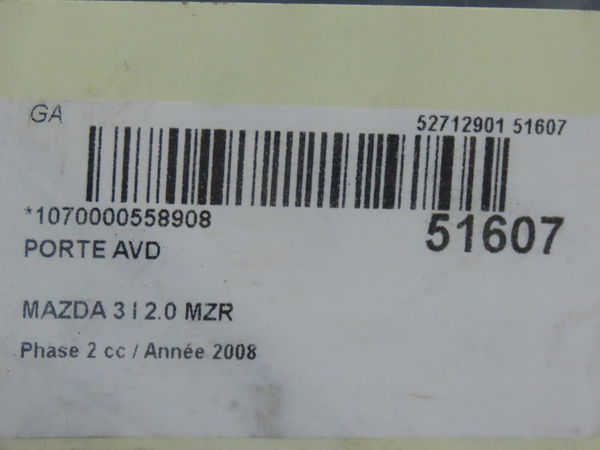 GA
52712901 51607
*1070000558908
51607
PORTE AVD
MAZDA 3 I 2.0 MZR
Phase 2 cc / Année 2008